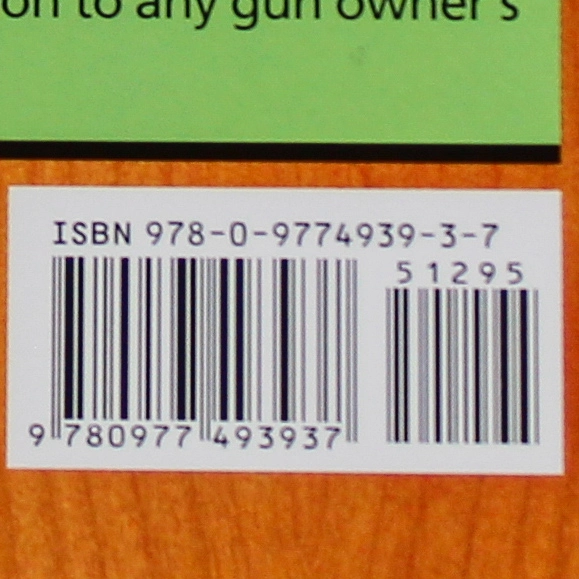 on to any gun owner's
ISBN 978-0-9774939-3-7
51295
9 780977 493937